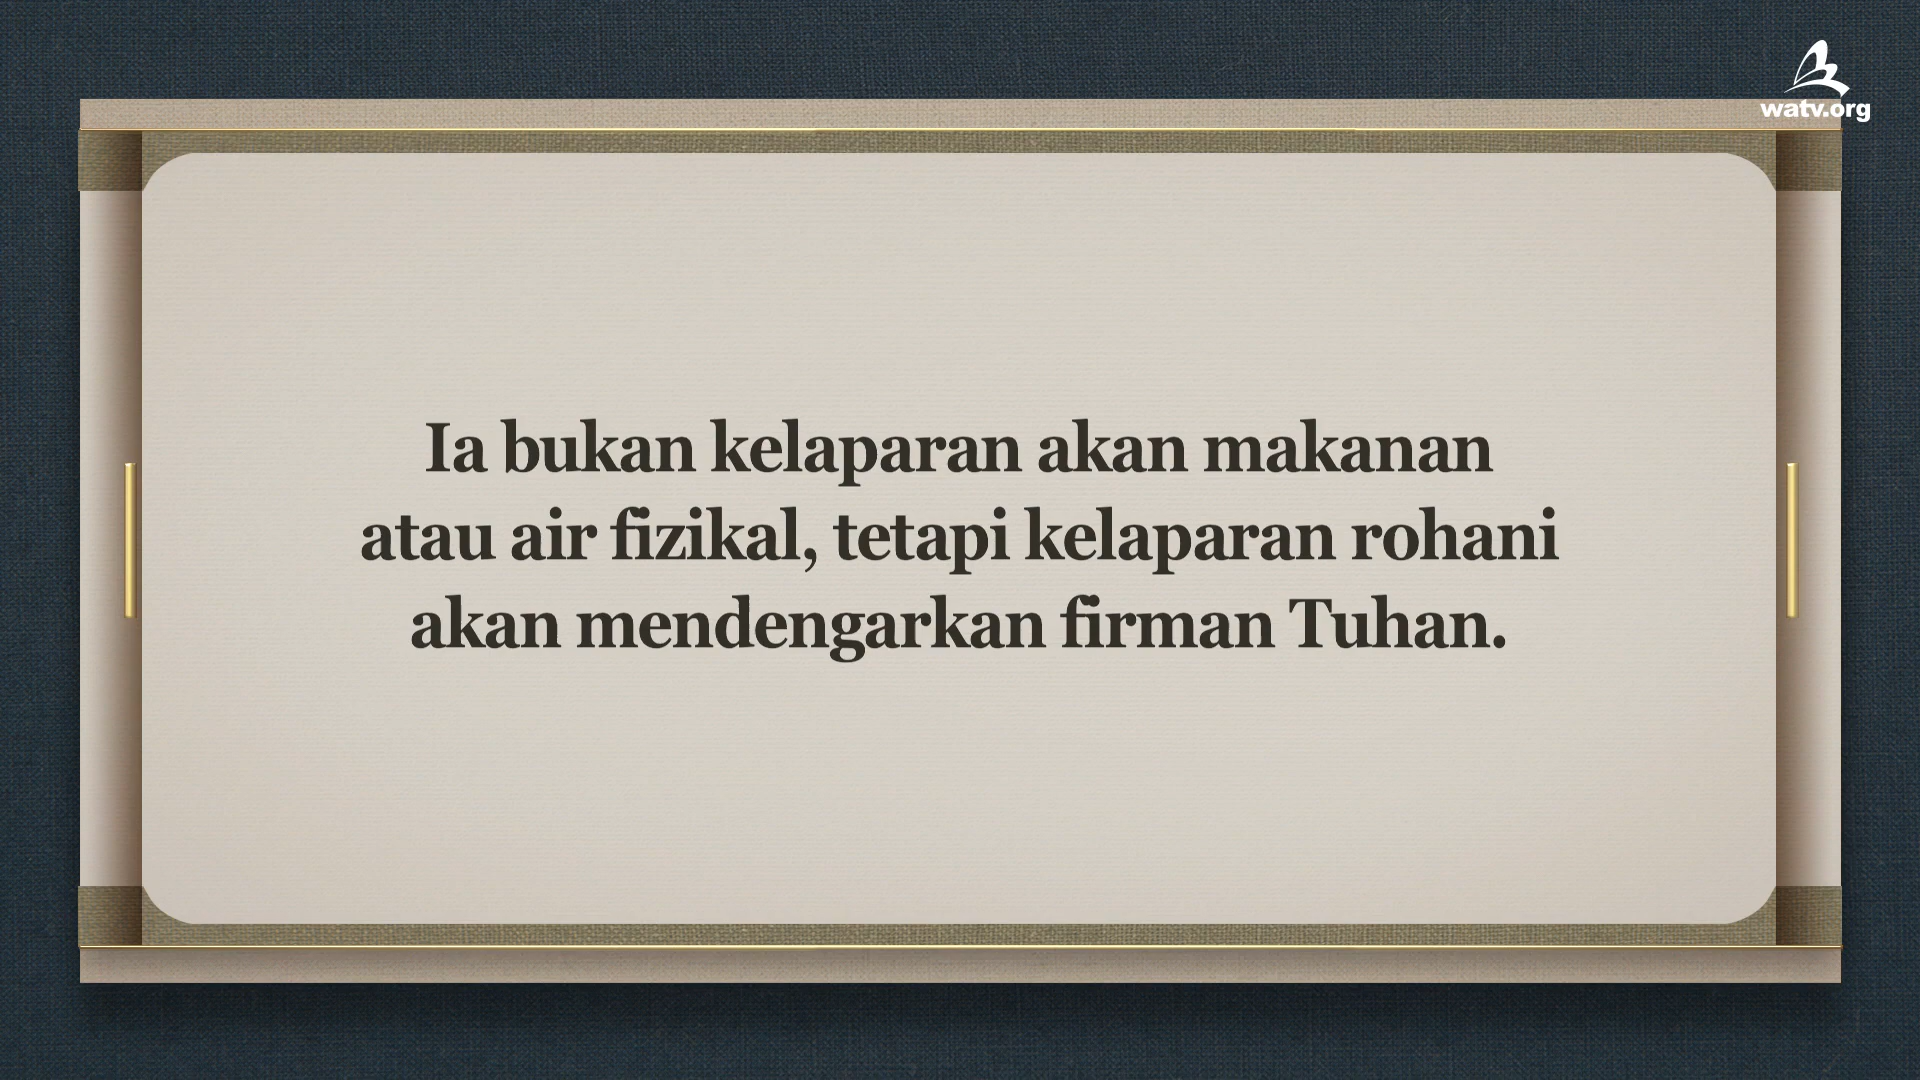 watv.org
Ia bukan kelaparan akan makanan
atau air fizikal, tetapi kelaparan rohani
akan mendengarkan firman Tuhan.